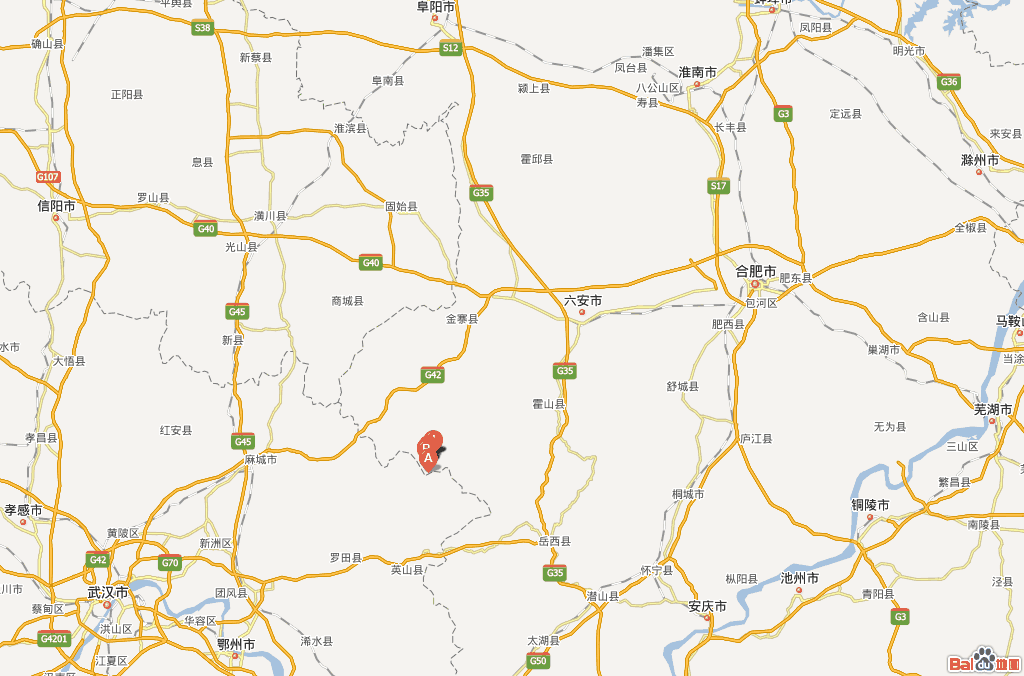 平舆县
阜阳市
蚌埠市
S38
凤阳县
确山县
S12
新蔡县
潘集区
明光市
凤台县
淮南市
阜南县
G36
颍上县
八公山区
正阳县
寿县
G3
定远县
淮滨县
长丰县
来安县
息县
霍邱县
滁州市
G107
S17
罗山县
G35
信阳市
固始县
潢川县
G40
全椒县
光山县
G40
合肥市
肥东县
商城县
六安市
包河区
G45
金寨县
肥西县
含山县
马鞍山
新县
水市
巢湖市
大悟县
当涂
G42
G35
舒城县
霍山县
芜湖市
红安县
无为县
孝昌县
G45
庐江县
B
三山区
麻城市
A
繁昌县
桐城市
孝感市
铜陵市
南陵县
黄陂区
新洲区
岳西县
G42
G70
罗田县
英山县
怀宁县
G35
枞阳县
池州市
泾县
川市
武汉市
团风县
潜山县
青阳县
蔡甸区
安庆市
华容区
G3
洪山区
G4201
鄂州市
浠水县
太湖县
江夏区
G50
Bai du 地图